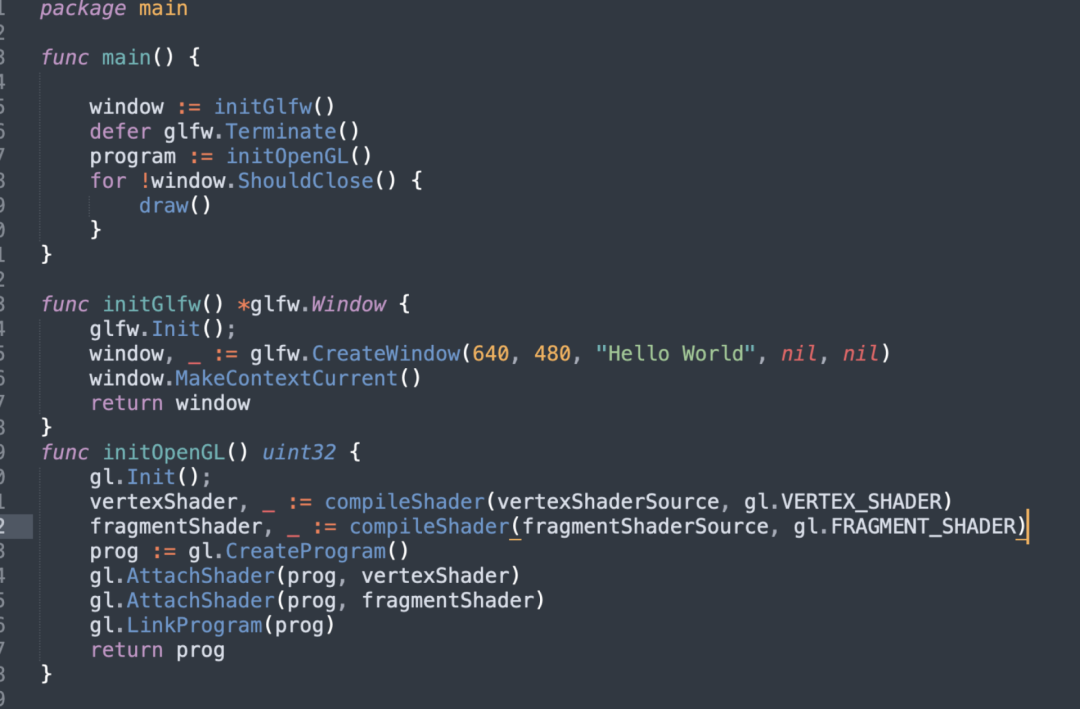 1 package main
2
3 func main() {
4
5 window := initGlfw()
6 defer glfw.Terminate()
7 program := initOpenGL()
8 for !window.ShouldClose() {
9 draw()
0 }
1 }
2
3 func initGlfw() *glfw.Window {
4 glfw.Init();
5 window, _ := glfw.CreateWindow(640, 480, "Hello World", nil, nil)
6 window.MakeContextCurrent()
7 return window
8 }
9 func initOpenGL() uint32 {
0 gl.Init();
1 vertexShader, _ := compileShader(vertexShaderSource, gl.VERTEX_SHADER)
2 fragmentShader, _ := compileShader(fragmentShaderSource, gl.FRAGMENT_SHADER)
3 prog := gl.CreateProgram()
4 gl.AttachShader(prog, vertexShader)
5 gl.AttachShader(prog, fragmentShader)
6 gl.LinkProgram(prog)
7 return prog
8 }
9